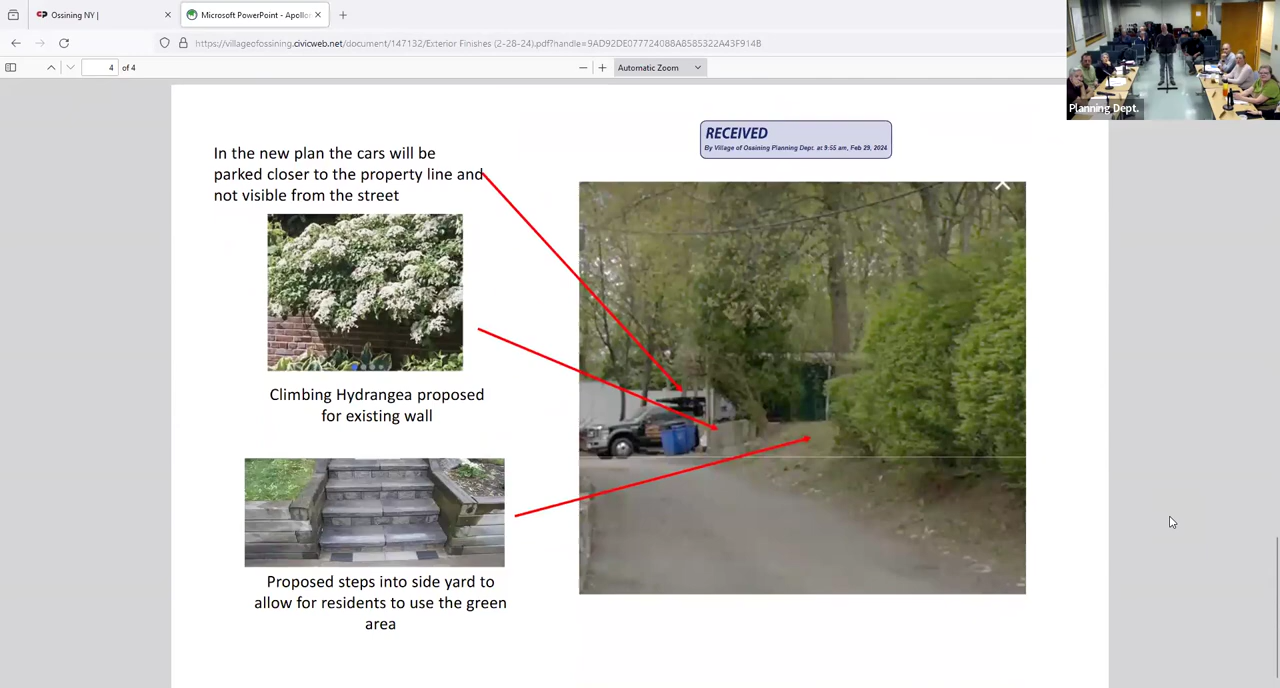 Ossining NY |
Microsoft PowerPoint - Apollo
https://villageofossining.civicweb.net/document/147132/Exterior Finishes (2-28-24).pdf?handle=9AD92DE0777240B8A8585322A43F914B
4 of 4
Automatic Zoom
Planning Dept.
RECEIVED
By Village of Ossining Planning Dept. at 9:55 am, Feb 29, 2024
In the new plan the cars will be
parked closer to the property line and
not visible from the street
Climbing Hydrangea proposed
for existing wall
Proposed steps into side yard to
allow for residents to use the green
area